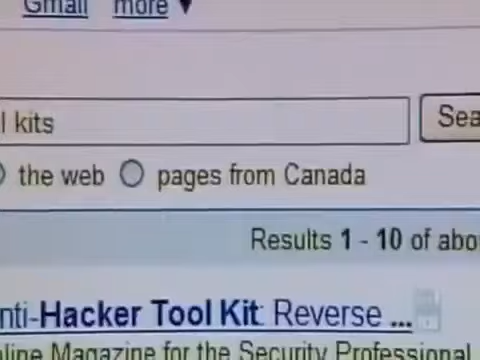 Gmail more ▼
l kits
Sea
the web pages from Canada
Results 1 - 10 of abo
nti-Hacker Tool Kit: Reverse ...
nline Magazine for the Security Professional